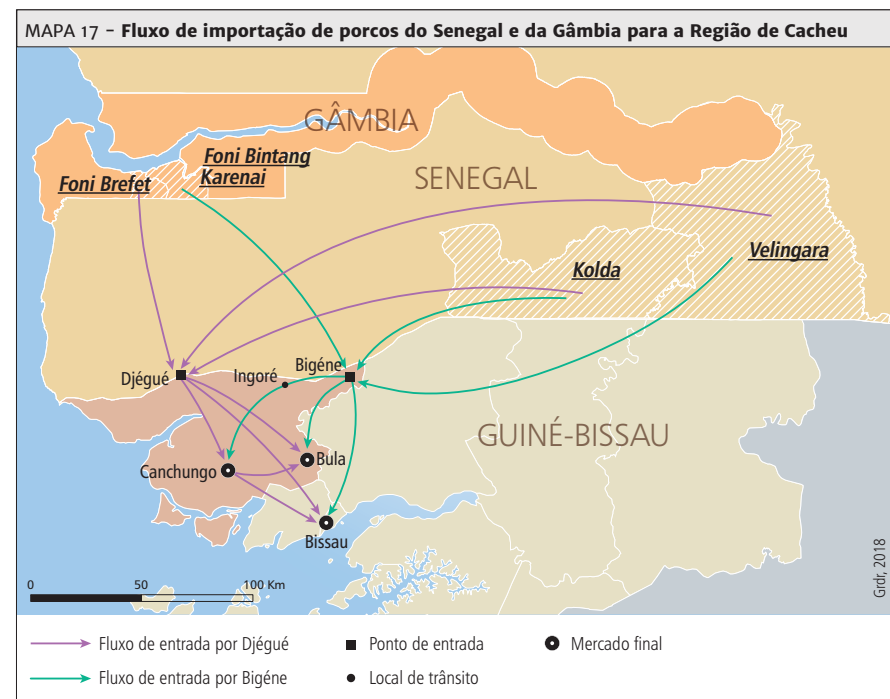 MAPA 17 – Fluxo de importação de porcos do Senegal e da Gâmbia para a Região de Cacheu
GÂMBIA
Foni Bintang
Karenai
Foni Brefet
SENEGAL
Velingara
Kolda
Bigéne
Djégué
Ingoré
GUINÉ-BISSAU
Bula
Canchungo
Bissau
0 50 100 Km
Grdr, 2018
Fluxo de entrada por Djégué
Ponto de entrada
Mercado final
Fluxo de entrada por Bigéne
Local de trânsito